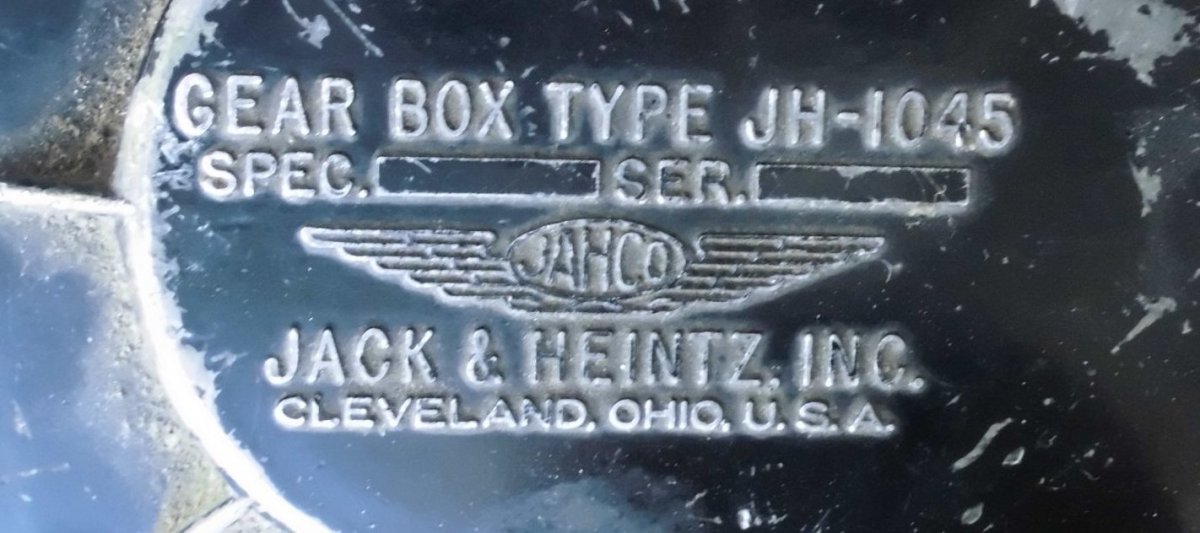 GEAR BOX TYPE JH-1045
SPEC. SER.
JAHCO
JACK & HEINTZ, INC.
CLEVELAND, OHIO, U.S.A.